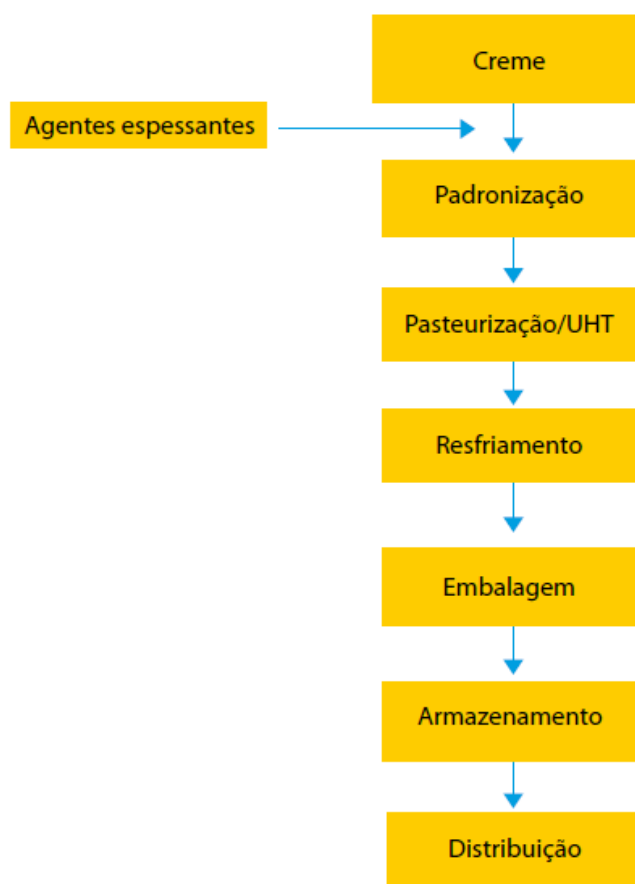 Creme
Agentes espessantes
Padronização
Pasteurização/UHT
Resfriamento
Embalagem
Armazenamento
Distribuição